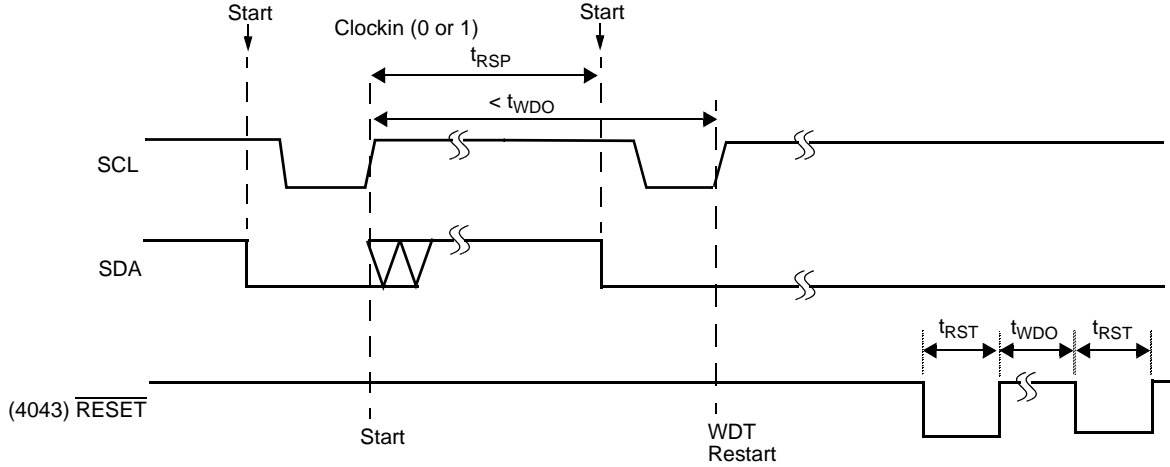 Start
Start
Clockin (0 or 1)
tRSP
< tWDO
SCL
SDA
tRST
tWDO
tRST
(4043) RESET
Start
WDT
Restart